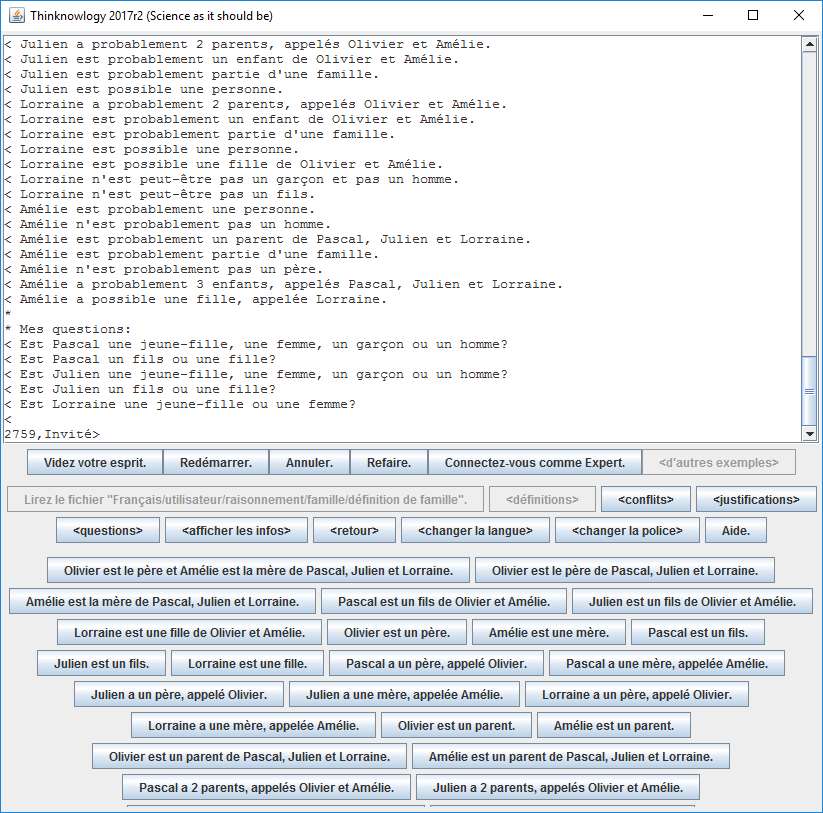 Thinknowlogy 2017r2 (Science as it should be)
< Julien a probablement 2 parents, appelés Olivier et Amélie.
< Julien est probablement un enfant de Olivier et Amélie.
< Julien est probablement partie d'une famille.
< Julien est possible une personne.
< Lorraine a probablement 2 parents, appelés Olivier et Amélie.
< Lorraine est probablement un enfant de Olivier et Amélie.
< Lorraine est probablement partie d'une famille.
< Lorraine est possible une personne.
< Lorraine est possible une fille de Olivier et Amélie.
< Lorraine n'est peut-être pas un garçon et pas un homme.
< Lorraine n'est peut-être pas un fils.
< Amélie est probablement une personne.
< Amélie n'est probablement pas un homme.
< Amélie est probablement un parent de Pascal, Julien et Lorraine.
< Amélie est probablement partie d'une famille.
< Amélie n'est probablement pas un père.
< Amélie a probablement 3 enfants, appelés Pascal, Julien et Lorraine.
< Amélie a possible une fille, appelée Lorraine.
*
* Mes questions:
< Est Pascal une jeune-fille, une femme, un garçon ou un homme?
< Est Pascal un fils ou une fille?
< Est Julien une jeune-fille, une femme, un garçon ou un homme?
< Est Julien un fils ou une fille?
< Est Lorraine une jeune-fille ou une femme?
<
2759,Invité>
Videz votre esprit. Redémarrer. Annuler. Refaire. Connectez-vous comme Expert. <d'autres exemples>
Lirez le fichier "Français/utilisateur/raisonnement/famille/définition de famille". <définitions> <conflits> <justifications>
<questions> <afficher les infos> <retour> <changer la langue> <changer la police> Aide.
Olivier est le père et Amélie est la mère de Pascal, Julien et Lorraine. Olivier est le père de Pascal, Julien et Lorraine.
Amélie est la mère de Pascal, Julien et Lorraine. Pascal est un fils de Olivier et Amélie. Julien est un fils de Olivier et Amélie.
Lorraine est une fille de Olivier et Amélie. Olivier est un père. Amélie est une mère. Pascal est un fils.
Julien est un fils. Lorraine est une fille. Pascal a un père, appelé Olivier. Pascal a une mère, appelée Amélie.
Julien a un père, appelé Olivier. Julien a une mère, appelée Amélie. Lorraine a un père, appelé Olivier.
Lorraine a une mère, appelée Amélie. Olivier est un parent. Amélie est un parent.
Olivier est un parent de Pascal, Julien et Lorraine. Amélie est un parent de Pascal, Julien et Lorraine.
Pascal a 2 parents, appelés Olivier et Amélie. Julien a 2 parents, appelés Olivier et Amélie.